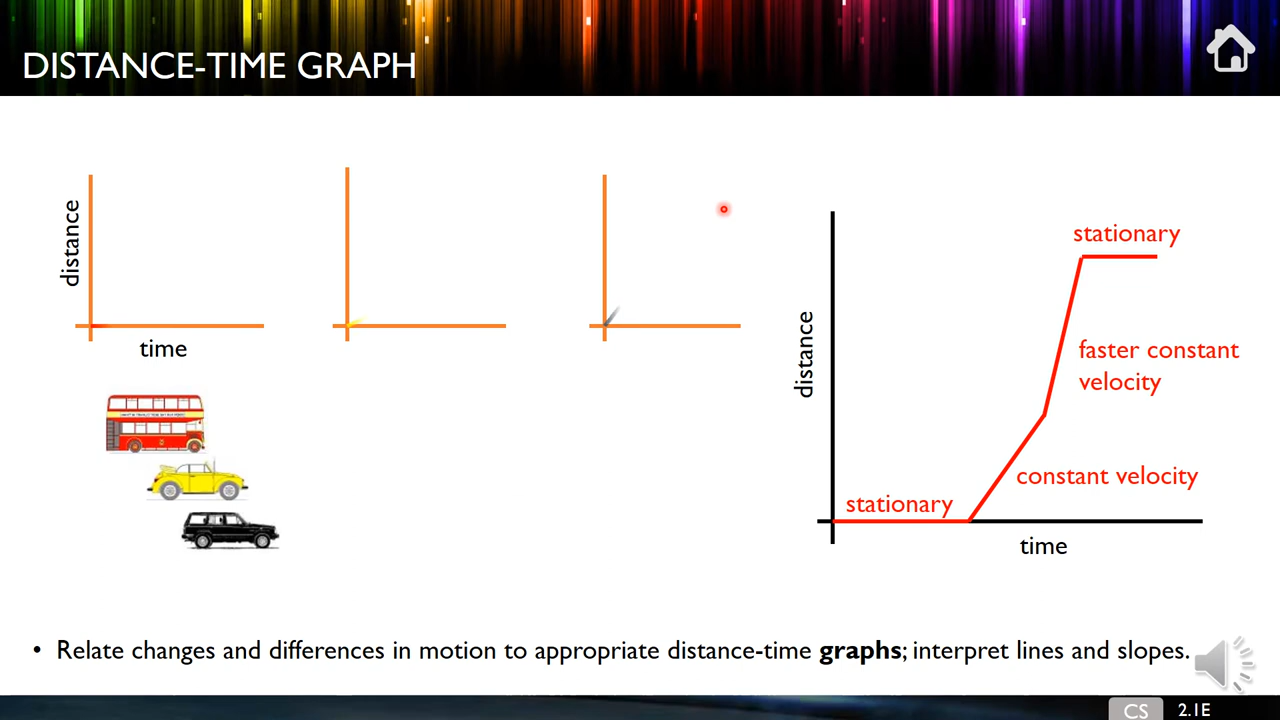 DISTANCE-TIME GRAPH
distance
time
distance
stationary
faster constant
velocity
constant velocity
stationary
time
• Relate changes and differences in motion to appropriate distance-time graphs; interpret lines and slopes.
CS
2.1E